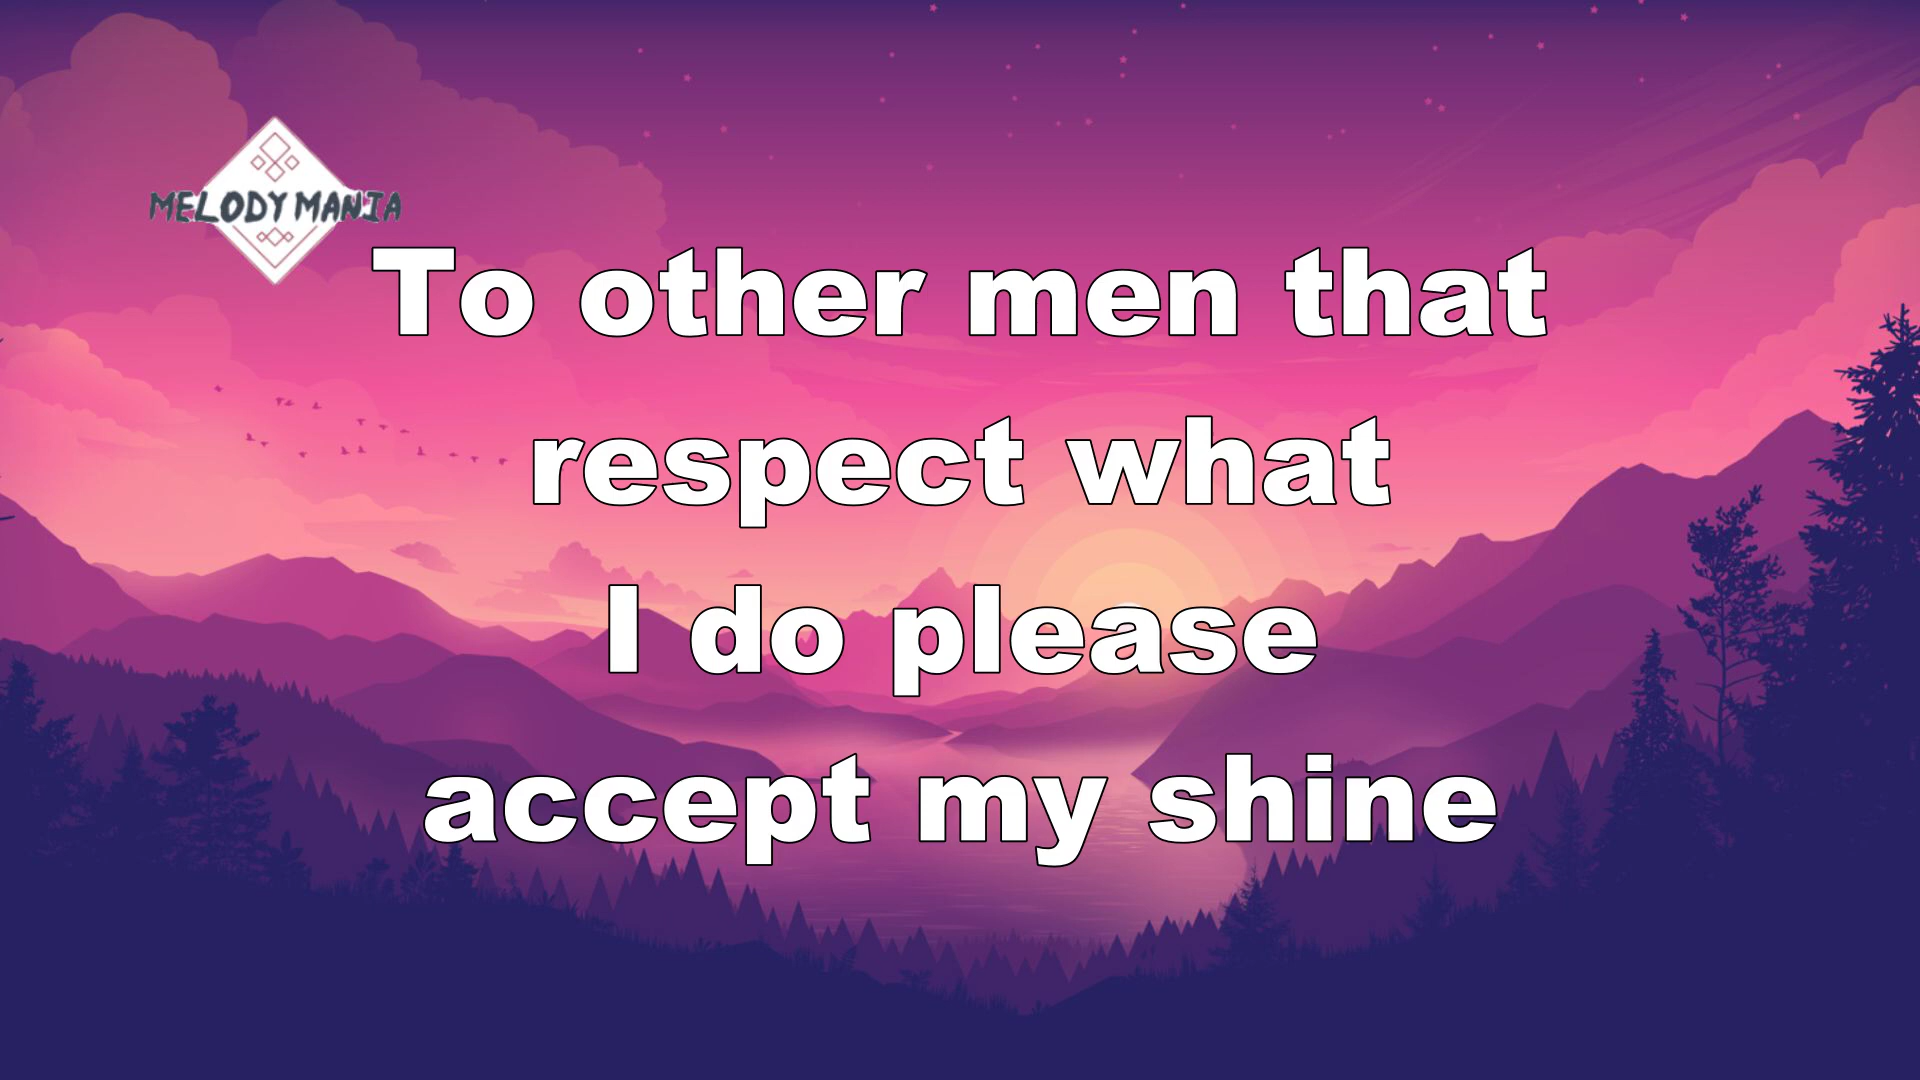 MELODY MANIA
To other men that
respect what
I do please
accept my shine